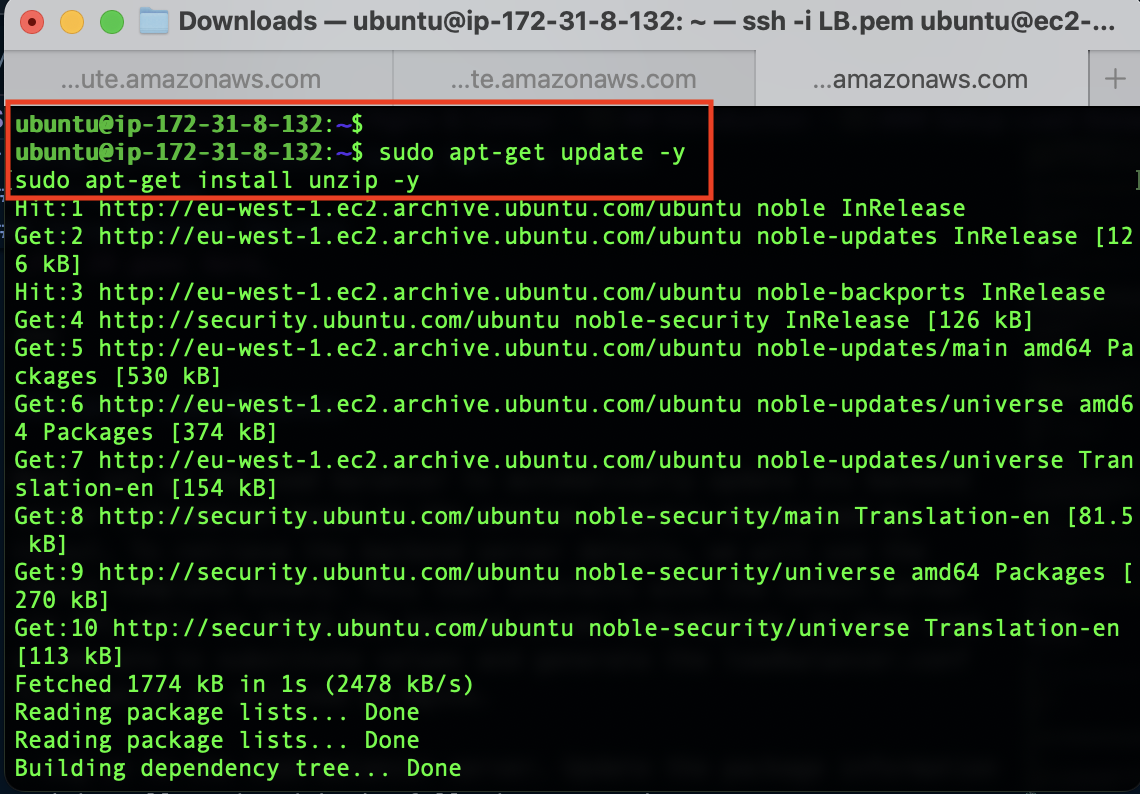 Downloads — ubuntu@ip-172-31-8-132: ~ — ssh -i LB.pem ubuntu@ec2-...
...ute.amazonaws.com ...te.amazonaws.com ...amazonaws.com +
ubuntu@ip-172-31-8-132:~$
ubuntu@ip-172-31-8-132:~$ sudo apt-get update -y
sudo apt-get install unzip -y
Hit:1 http://eu-west-1.ec2.archive.ubuntu.com/ubuntu noble InRelease
Get:2 http://eu-west-1.ec2.archive.ubuntu.com/ubuntu noble-updates InRelease [12
6 kB]
Hit:3 http://eu-west-1.ec2.archive.ubuntu.com/ubuntu noble-backports InRelease
Get:4 http://security.ubuntu.com/ubuntu noble-security InRelease [126 kB]
Get:5 http://eu-west-1.ec2.archive.ubuntu.com/ubuntu noble-updates/main amd64 Pa
ckages [530 kB]
Get:6 http://eu-west-1.ec2.archive.ubuntu.com/ubuntu noble-updates/universe amd6
4 Packages [374 kB]
Get:7 http://eu-west-1.ec2.archive.ubuntu.com/ubuntu noble-updates/universe Tran
slation-en [154 kB]
Get:8 http://security.ubuntu.com/ubuntu noble-security/main Translation-en [81.5
 kB]
Get:9 http://security.ubuntu.com/ubuntu noble-security/universe amd64 Packages [
270 kB]
Get:10 http://security.ubuntu.com/ubuntu noble-security/universe Translation-en
[113 kB]
Fetched 1774 kB in 1s (2478 kB/s)
Reading package lists... Done
Reading package lists... Done
Building dependency tree... Done